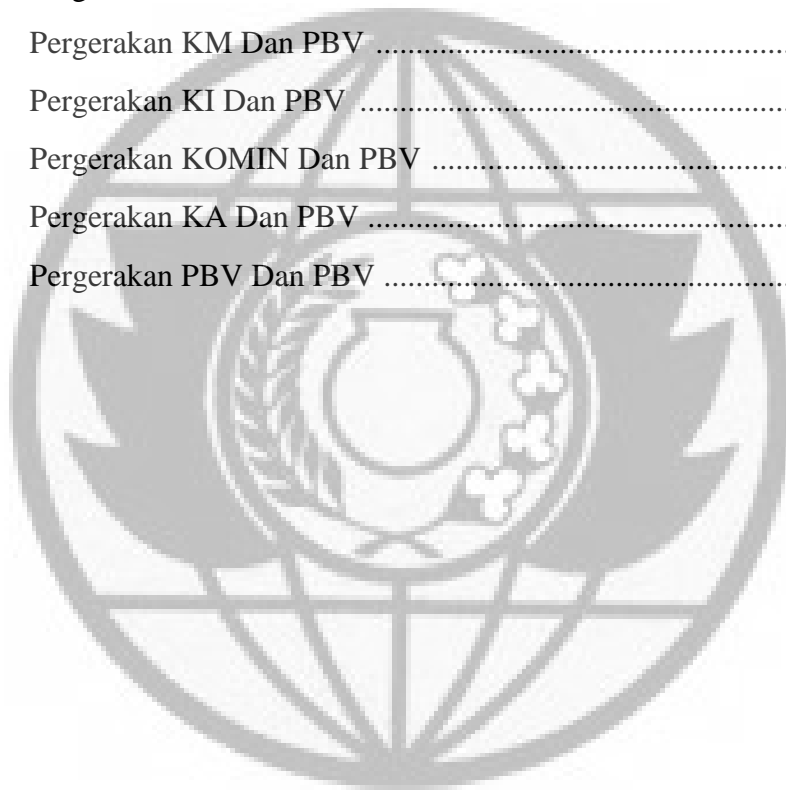 Pergerakan KM Dan PBV ....................................................
Pergerakan KI Dan PBV ......................................................
Pergerakan KOMIN Dan PBV .............................................
Pergerakan KA Dan PBV .....................................................
Pergerakan PBV Dan PBV ...................................................